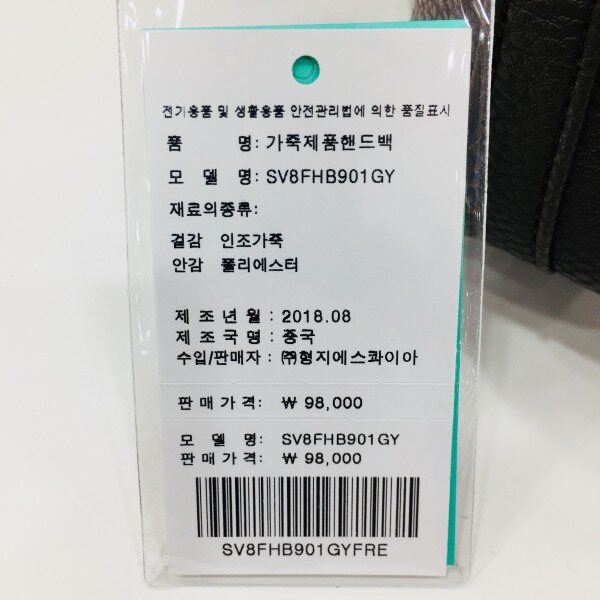 전기용품 및 생활용품 안전관리법에 의한 품질표시
품 명: 가죽제품핸드백
모 델 명: SV8FHB901GY
재료의종류:
겉감 인조가죽
안감 폴리에스터
제 조 년 월 : 2018.08
제 조 국 명 : 중국
수입/판매자 : ㈜형지에스콰이아
판 매 가 격: ₩ 98,000
모 델 명: SV8FHB901GY
판 매 가 격: ₩ 98,000
SV8FHB901GYFRE